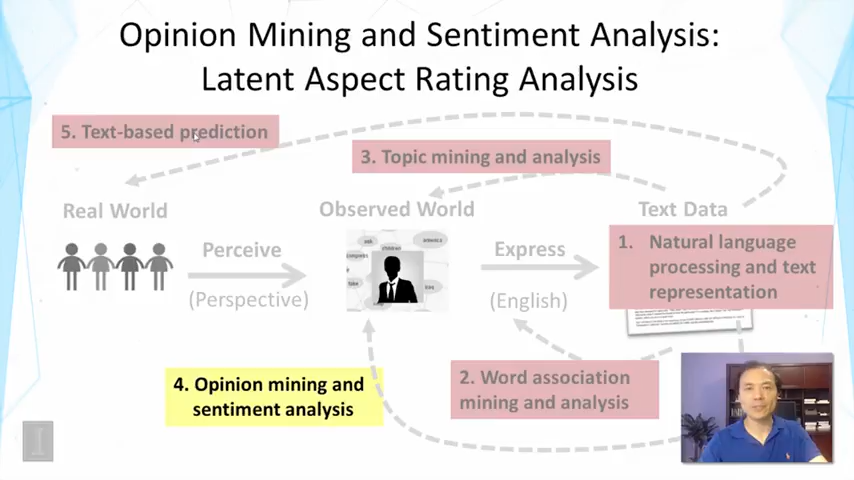 Opinion Mining and Sentiment Analysis:
Latent Aspect Rating Analysis
5. Text-based prediction
3. Topic mining and analysis
Real World
Observed World
Text Data
Perceive
(Perspective)
Express
(English)
1. Natural language
processing and text
representation
4. Opinion mining and
sentiment analysis
2. Word association
mining and analysis